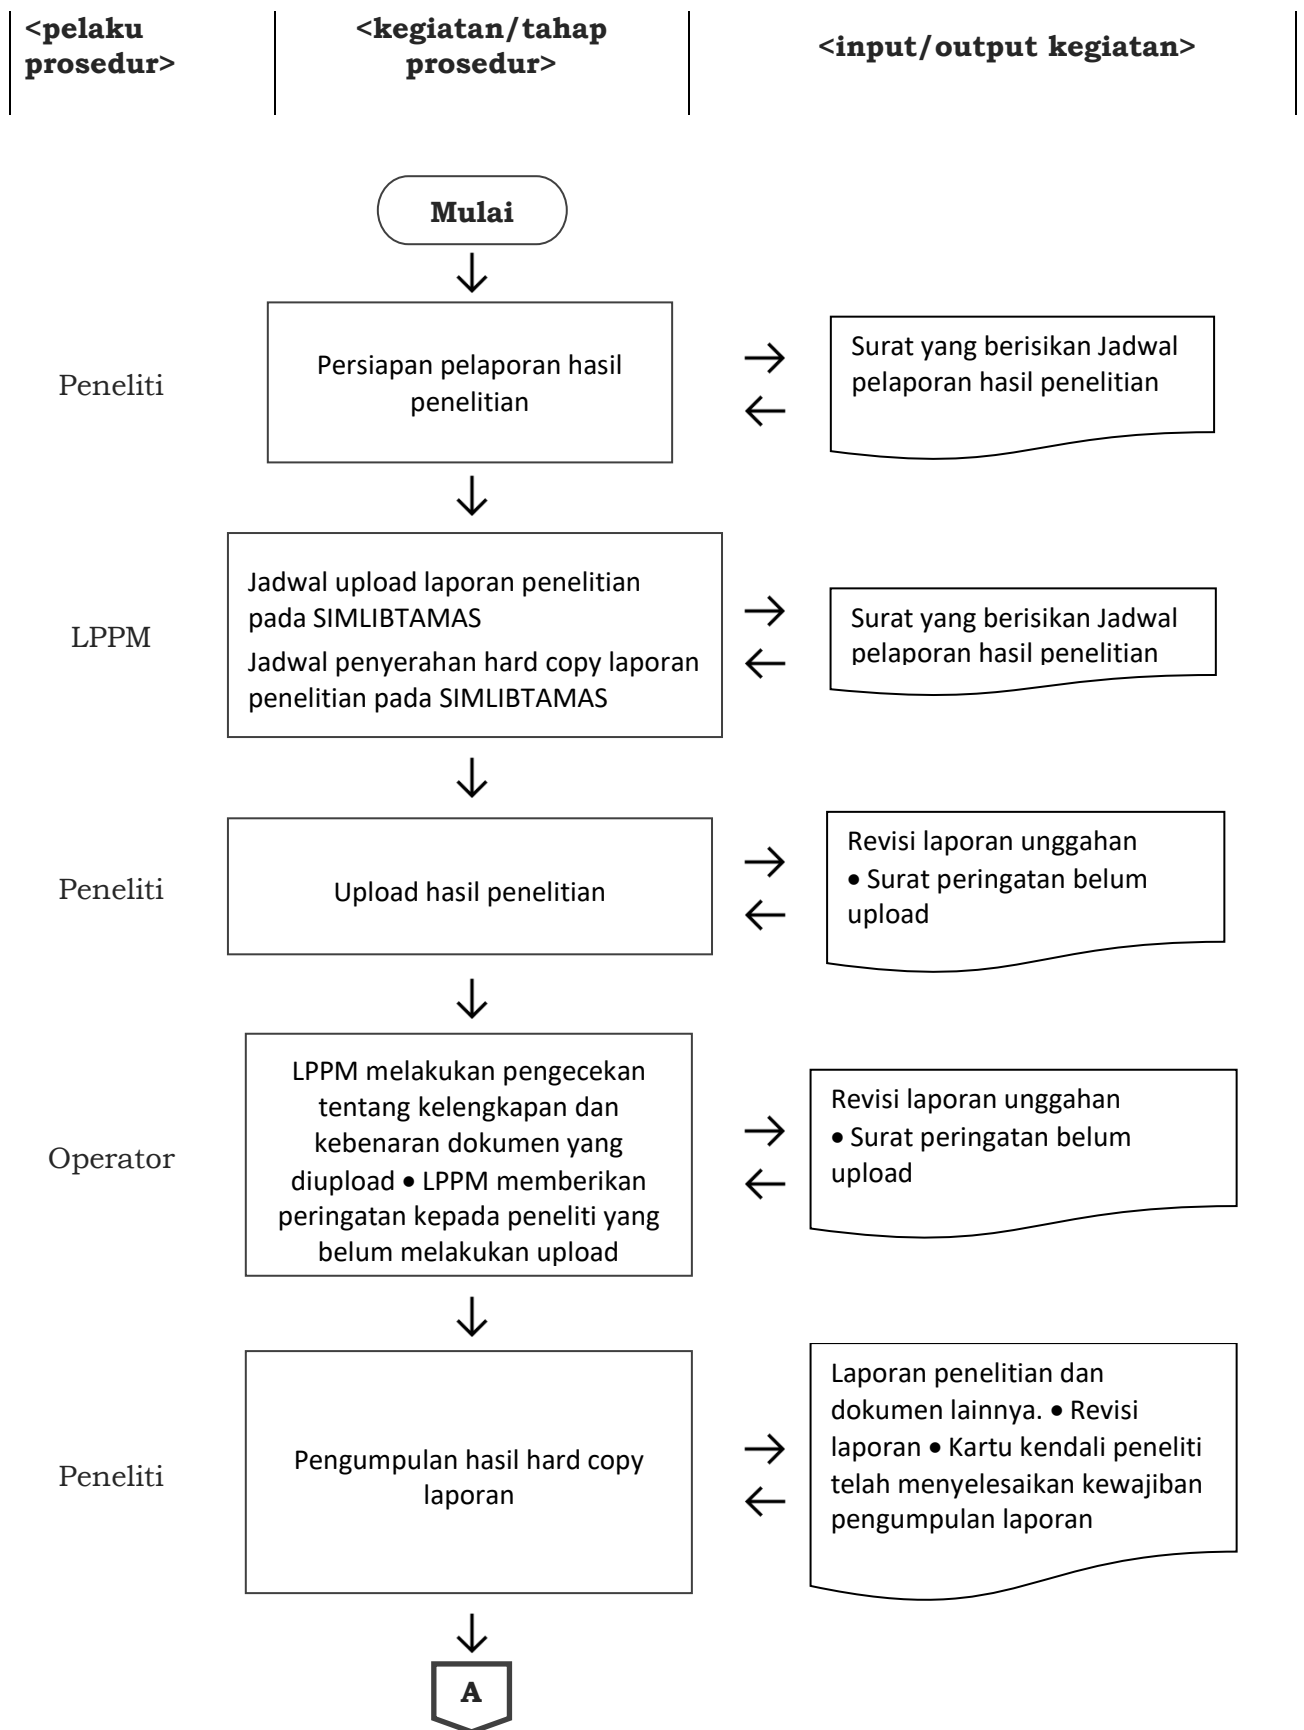 <pelaku
prosedur>
<kegiatan/tahap
prosedur>
<input/output kegiatan>
Mulai
Peneliti
Persiapan pelaporan hasil
penelitian
Surat yang berisikan Jadwal
pelaporan hasil penelitian
LPPM
Jadwal upload laporan penelitian
pada SIMLIBTAMAS
Jadwal penyerahan hard copy laporan
penelitian pada SIMLIBTAMAS
Surat yang berisikan Jadwal
pelaporan hasil penelitian
Peneliti
Upload hasil penelitian
Revisi laporan unggahan
• Surat peringatan belum
upload
Operator
LPPM melakukan pengecekan
tentang kelengkapan dan
kebenaran dokumen yang
diupload • LPPM memberikan
peringatan kepada peneliti yang
belum melakukan upload
Revisi laporan unggahan
• Surat peringatan belum
upload
Peneliti
Pengumpulan hasil hard copy
laporan
Laporan penelitian dan
dokumen lainnya. • Revisi
laporan • Kartu kendali peneliti
telah menyelesaikan kewajiban
pengumpulan laporan
A